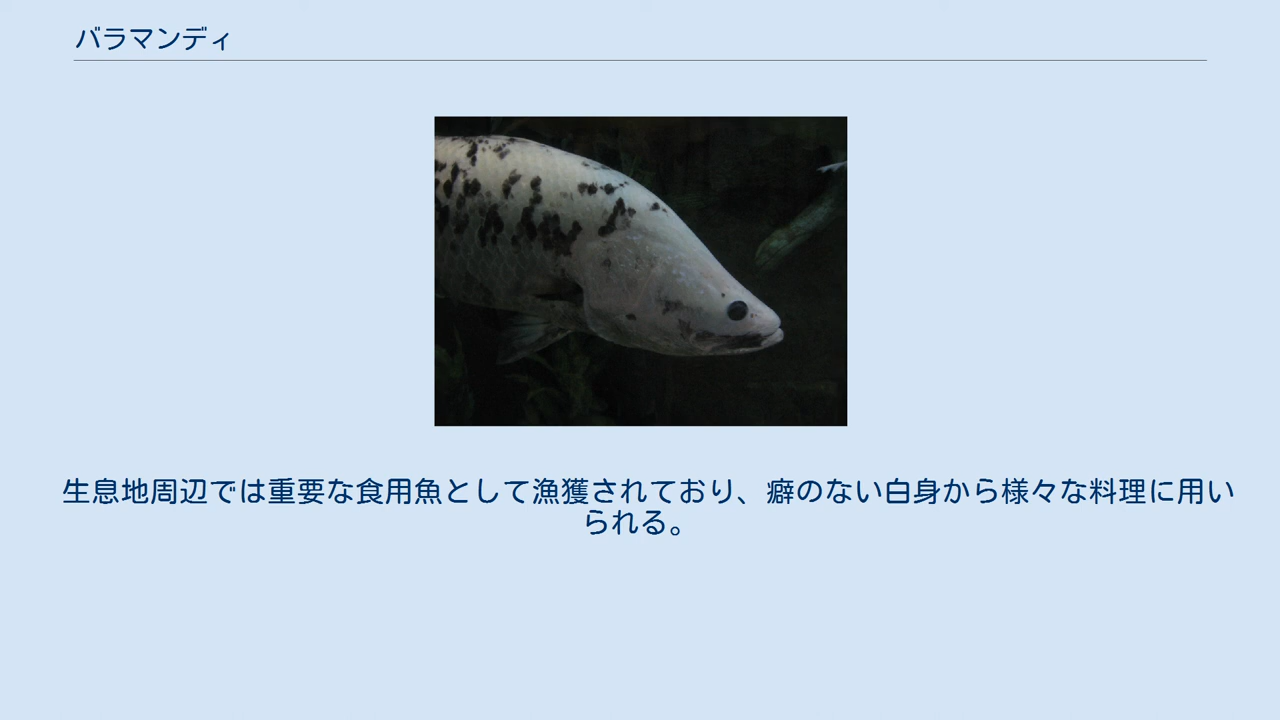 バラマンディ
生息地周辺では重要な食用魚として漁獲されており、癖のない白身から様々な料理に用い
られる。